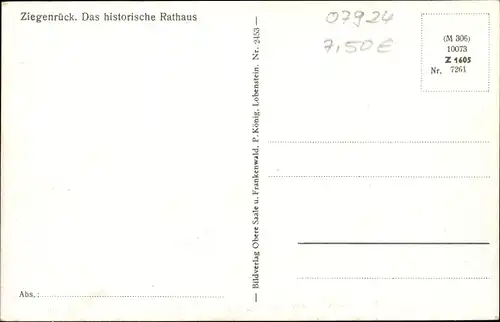 Ziegenrück. Das historische Rathaus
07924
7,50€
(M 306)
10073
Z 1605
Nr. 7261
— Bildverlag Obere Saale u. Frankenwald, P. König, Lobenstein. Nr. 2453 —
Abs.: